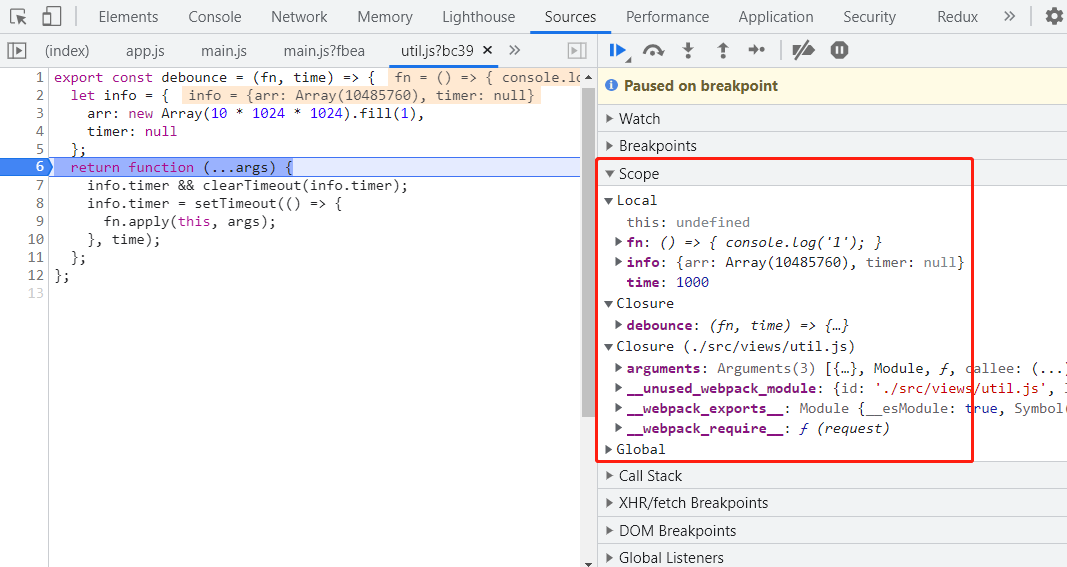 Elements Console Network Memory Lighthouse Sources Performance Application Security Redux »
(index) app.js main.js main.js?fbea util.js?bc39 × »
1 export const debounce = (fn, time) => { fn = () => { console.lo
2 let info = { info = {arr: Array(10485760), timer: null}
3 arr: new Array(10 * 1024 * 1024).fill(1),
4 timer: null
5 };
6 return function (...args) {
7 info.timer && clearTimeout(info.timer);
8 info.timer = setTimeout(() => {
9 fn.apply(this, args);
10 }, time);
11 };
12 };
13
Paused on breakpoint
Watch
Breakpoints
Scope
Local
this: undefined
fn: () => { console.log('1'); }
info: {arr: Array(10485760), timer: null}
time: 1000
Closure
debounce: (fn, time) => {…}
Closure (./src/views/util.js)
arguments: Arguments(3) [{…}, Module, ƒ, callee: (...)
__unused_webpack_module: {id: './src/views/util.js', l
__webpack_exports__: Module {__esModule: true, Symbol(
__webpack_require__: ƒ (request)
Global
Call Stack
XHR/fetch Breakpoints
DOM Breakpoints
Global Listeners